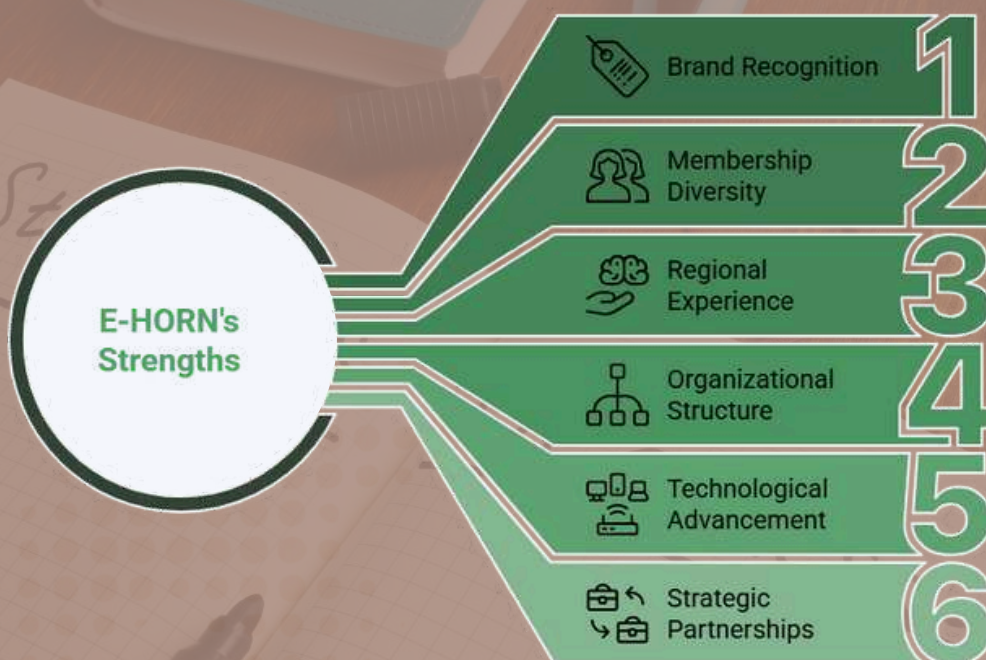 E-HORN's
Strengths
Brand Recognition
1
Membership
Diversity
2
Regional
Experience
3
Organizational
Structure
4
Technological
Advancement
5
Strategic
Partnerships
6